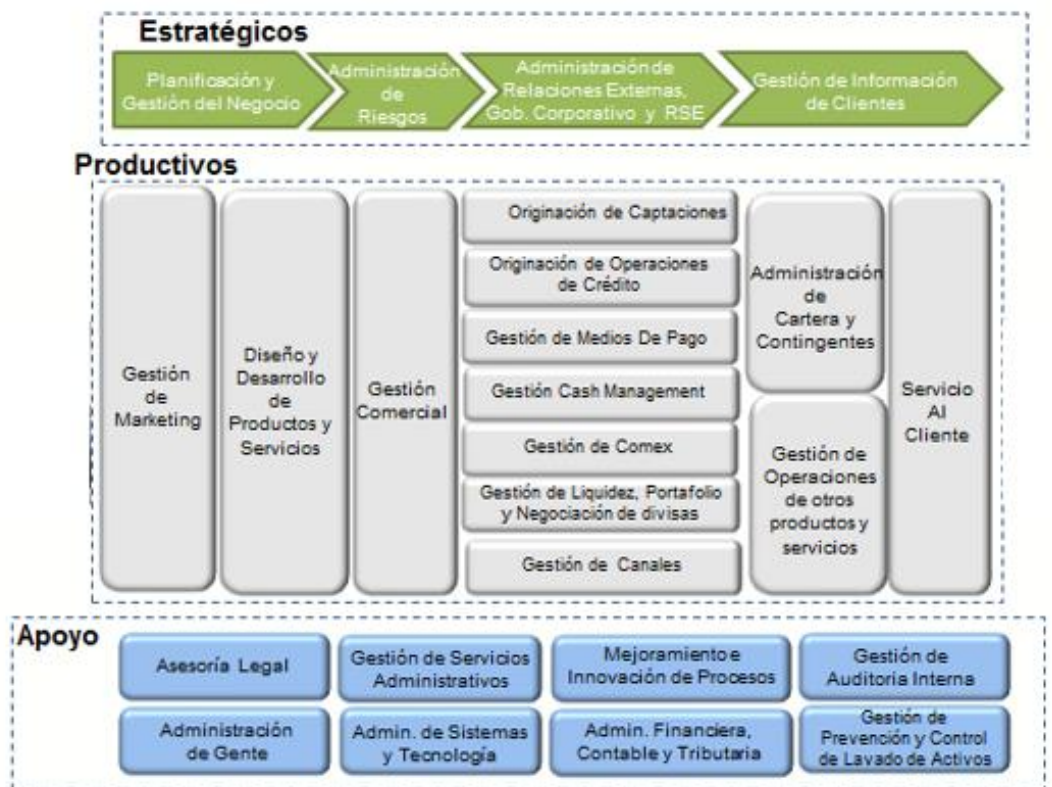 Estratégicos
Planificación y
Gestión del Negocio
Administración
de
Riesgos
Administración de
Relaciones Externas,
Gob. Corporativo y RSE
Gestión de Información
de Clientes
Productivos
Gestión
de
Marketing
Diseño y
Desarrollo
de
Productos y
Servicios
Gestión
Comercial
Originación de Captaciones
Originación de Operaciones
de Crédito
Gestión de Medios De Pago
Gestión Cash Management
Gestión de Comex
Gestión de Liquidez, Portafolio
y Negociación de divisas
Gestión de Canales
Administración
de
Cartera y
Contingentes
Gestión de
Operaciones
de otros
productos y
servicios
Servicio
Al
Cliente
Apoyo
Asesoría Legal
Gestión de Servicios
Administrativos
Mejoramiento e
Innovación de Procesos
Gestión de
Auditoria Interna
Administración
de Gente
Admin. de Sistemas
y Tecnología
Admin. Financiera,
Contable y Tributaria
Gestión de
Prevención y Control
de Lavado de Activos